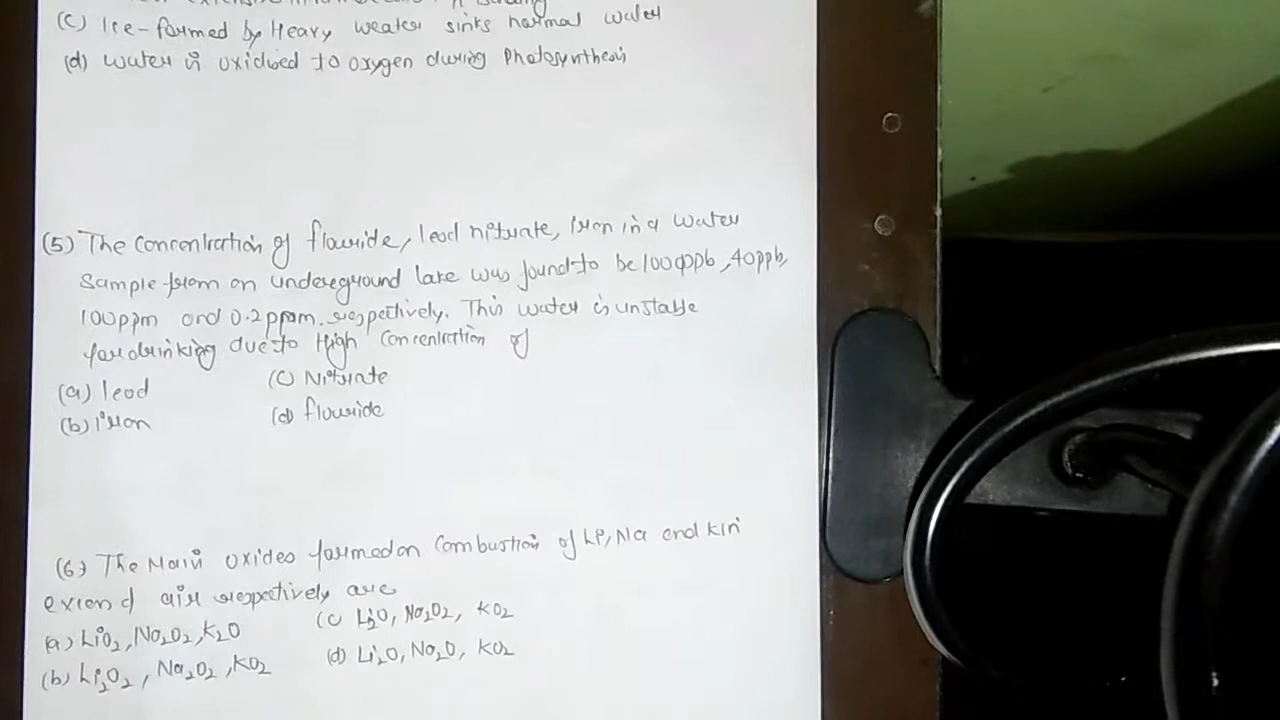 (c) Ice-formed by Heavy weater sinks normal water
(d) water is oxidised to oxygen during Photosynthesis
(5) The concentration of flouride, lead nitrate, iron in a water
Sample from an undereground lake was found to be 1000ppb, 40ppb,
100ppm and 0.2ppm respectively. This water is unstable
for drinking due to High concentration of
(a) lead (c) Nitrate
(b) iron (d) flouride
(6) The Main oxides formed on combustion of Li, Na and K in
air respectively are
(a) LiO2, Na2O2, K2O (c) Li2O, Na2O2, KO2
(b) Li2O2, Na2O2, KO2 (d) Li2O, Na2O, KO2